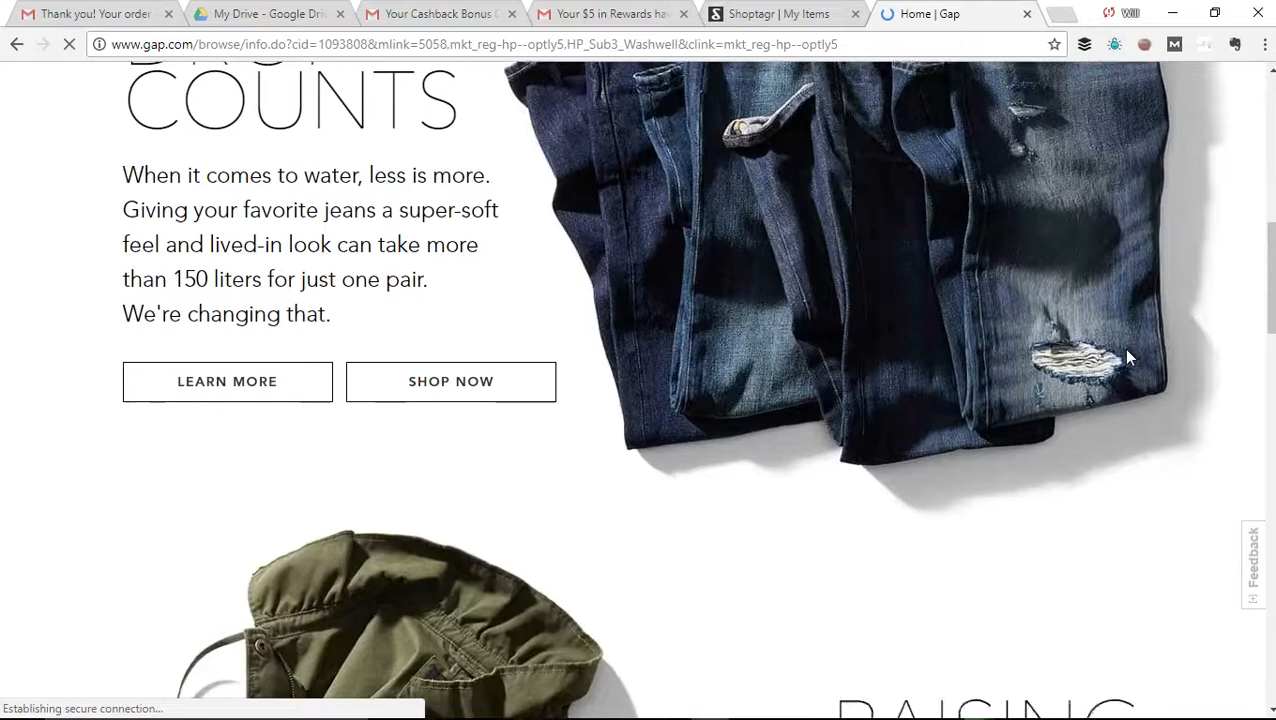 Thank you! Your order
My Drive - Google Dri
Your Cashback Bonus
Your $5 in Rewards ha
Shoptagr | My Items
Home | Gap
Will
www.gap.com/browse/info.do?cid=1093808&mlink=5058,mkt_reg-hp--optly5,HP_Sub3_Washwell&clink=mkt_reg-hp--optly5
COUNTS
When it comes to water, less is more.
Giving your favorite jeans a super-soft
feel and lived-in look can take more
than 150 liters for just one pair.
We're changing that.
LEARN MORE
SHOP NOW
[+] Feedback
RAISING
Establishing secure connection...